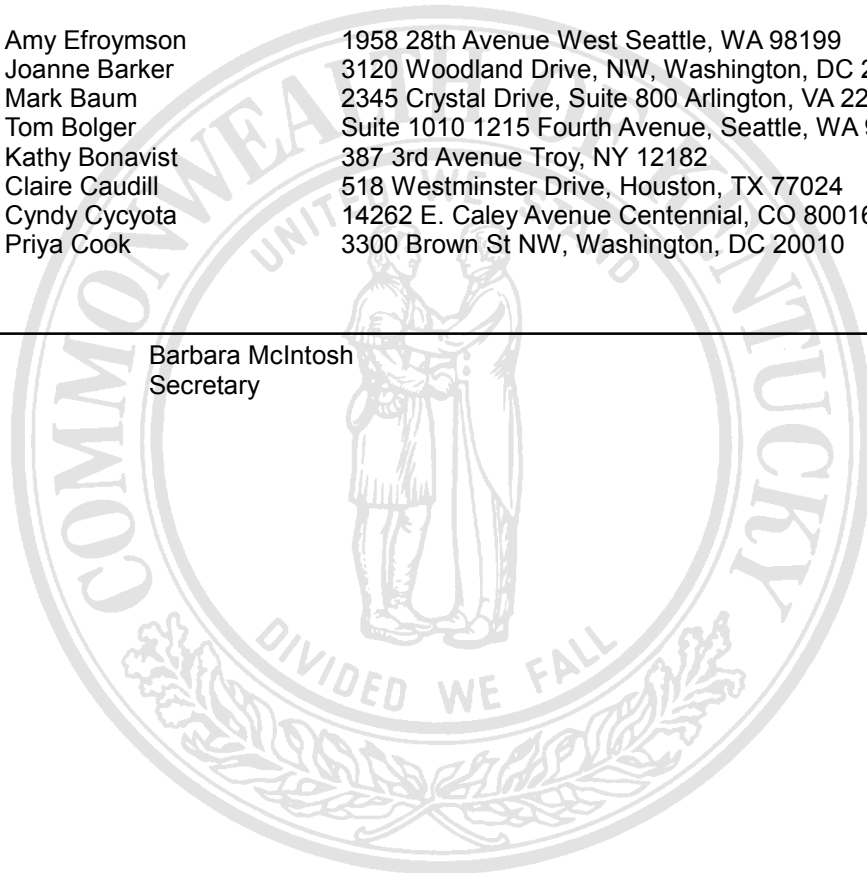 Amy Efroymson 1958 28th Avenue West Seattle, WA 98199
Joanne Barker 3120 Woodland Drive, NW, Washington, DC
Mark Baum 2345 Crystal Drive, Suite 800 Arlington, VA 22
Tom Bolger Suite 1010 1215 Fourth Avenue, Seattle, WA
Kathy Bonavist 387 3rd Avenue Troy, NY 12182
Claire Caudill 518 Westminster Drive, Houston, TX 77024
Cyndy Cycyota 14262 E. Caley Avenue Centennial, CO 80016
Priya Cook 3300 Brown St NW, Washington, DC 20010
Barbara McIntosh
Secretary
COMMONWEALTH OF KENTUCKY
UNITED WE STAND
DIVIDED WE FALL